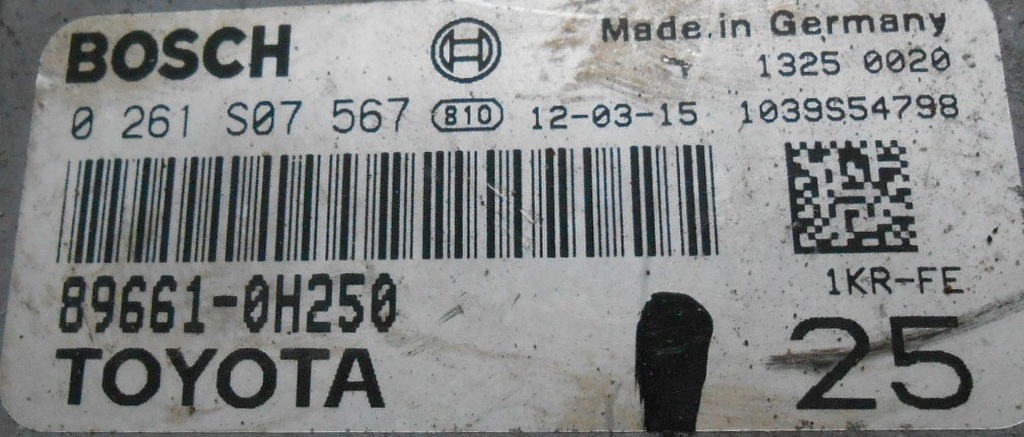 BOSCH
Made in Germany
1325 0020
0 261 S07 567 810 12-03-15 1039S54798
1KR-FE
89661-0H250
TOYOTA
25